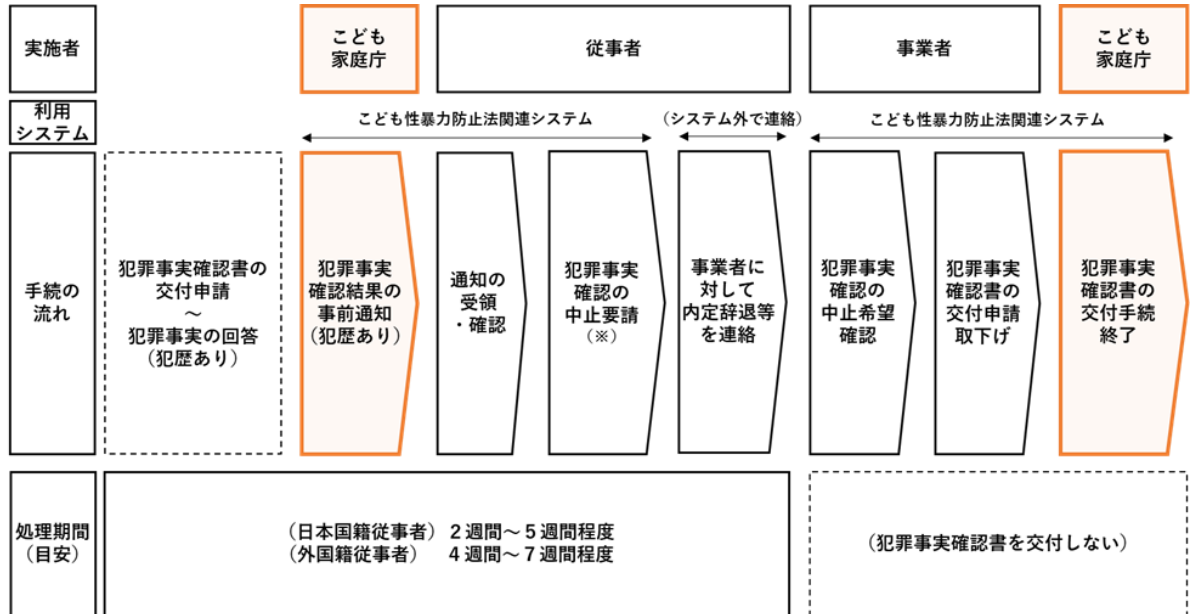 実施者
こども
家庭庁
従事者
事業者
こども
家庭庁
利用
システム
こども性暴力防止法関連システム
（システム外で連絡）
こども性暴力防止法関連システム
手続の
流れ
犯罪事実確認書の
交付申請
～
犯罪事実の回答
（犯歴あり）
犯罪事実
確認結果の
事前通知
（犯歴あり）
通知の
受領
・確認
犯罪事実
確認の
中止要請
（※）
事業者に
対して
内定辞退等
を連絡
犯罪事実
確認の
中止希望
確認
犯罪事実
確認書の
交付申請
取下げ
犯罪事実
確認書の
交付手続
終了
処理期間
（目安）
（日本国籍従事者）２週間～５週間程度
（外国籍従事者）　４週間～７週間程度
（犯罪事実確認書を交付しない）